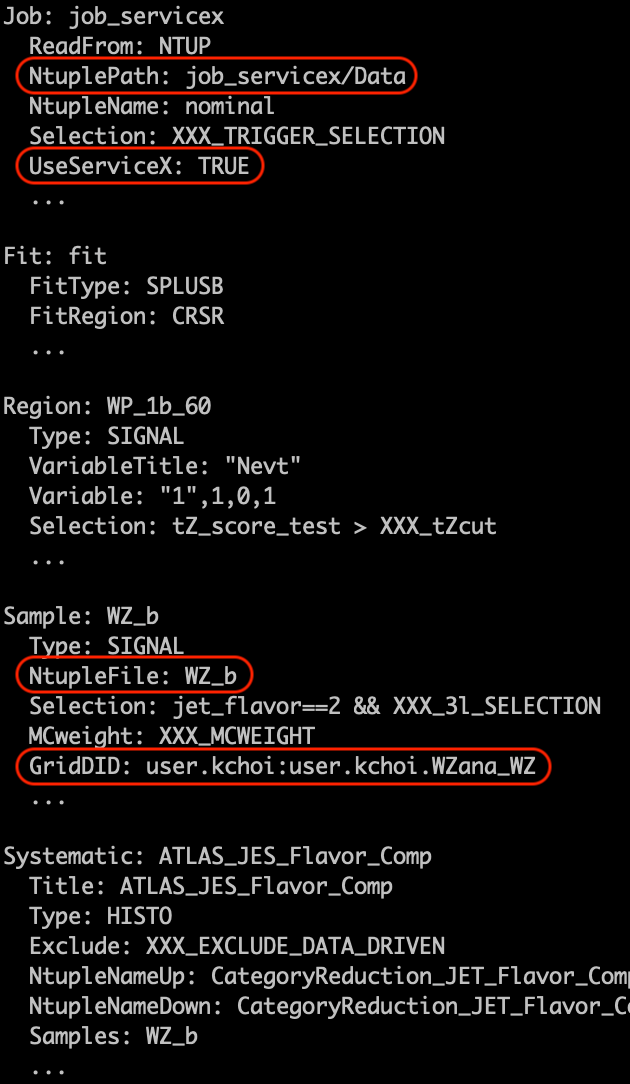 Job: job_servicex
ReadFrom: NTUP
NtuplePath: job_servicex/Data
NtupleName: nominal
Selection: XXX_TRIGGER_SELECTION
UseServiceX: TRUE
...
Fit: fit
FitType: SPLUSB
FitRegion: CRSR
...
Region: WP_1b_60
Type: SIGNAL
VariableTitle: "Nevt"
Variable: "1",1,0,1
Selection: tZ_score_test > XXX_tZcut
...
Sample: WZ_b
Type: SIGNAL
NtupleFile: WZ_b
Selection: jet_flavor==2 && XXX_3l_SELECTION
MCweight: XXX_MCWEIGHT
GridDID: user.kchoi:user.kchoi.WZana_WZ
...
Systematic: ATLAS_JES_Flavor_Comp
Title: ATLAS_JES_Flavor_Comp
Type: HISTO
Exclude: XXX_EXCLUDE_DATA_DRIVEN
NtupleNameUp: CategoryReduction_JET_Flavor_Comp
NtupleNameDown: CategoryReduction_JET_Flavor_Co
Samples: WZ_b
...